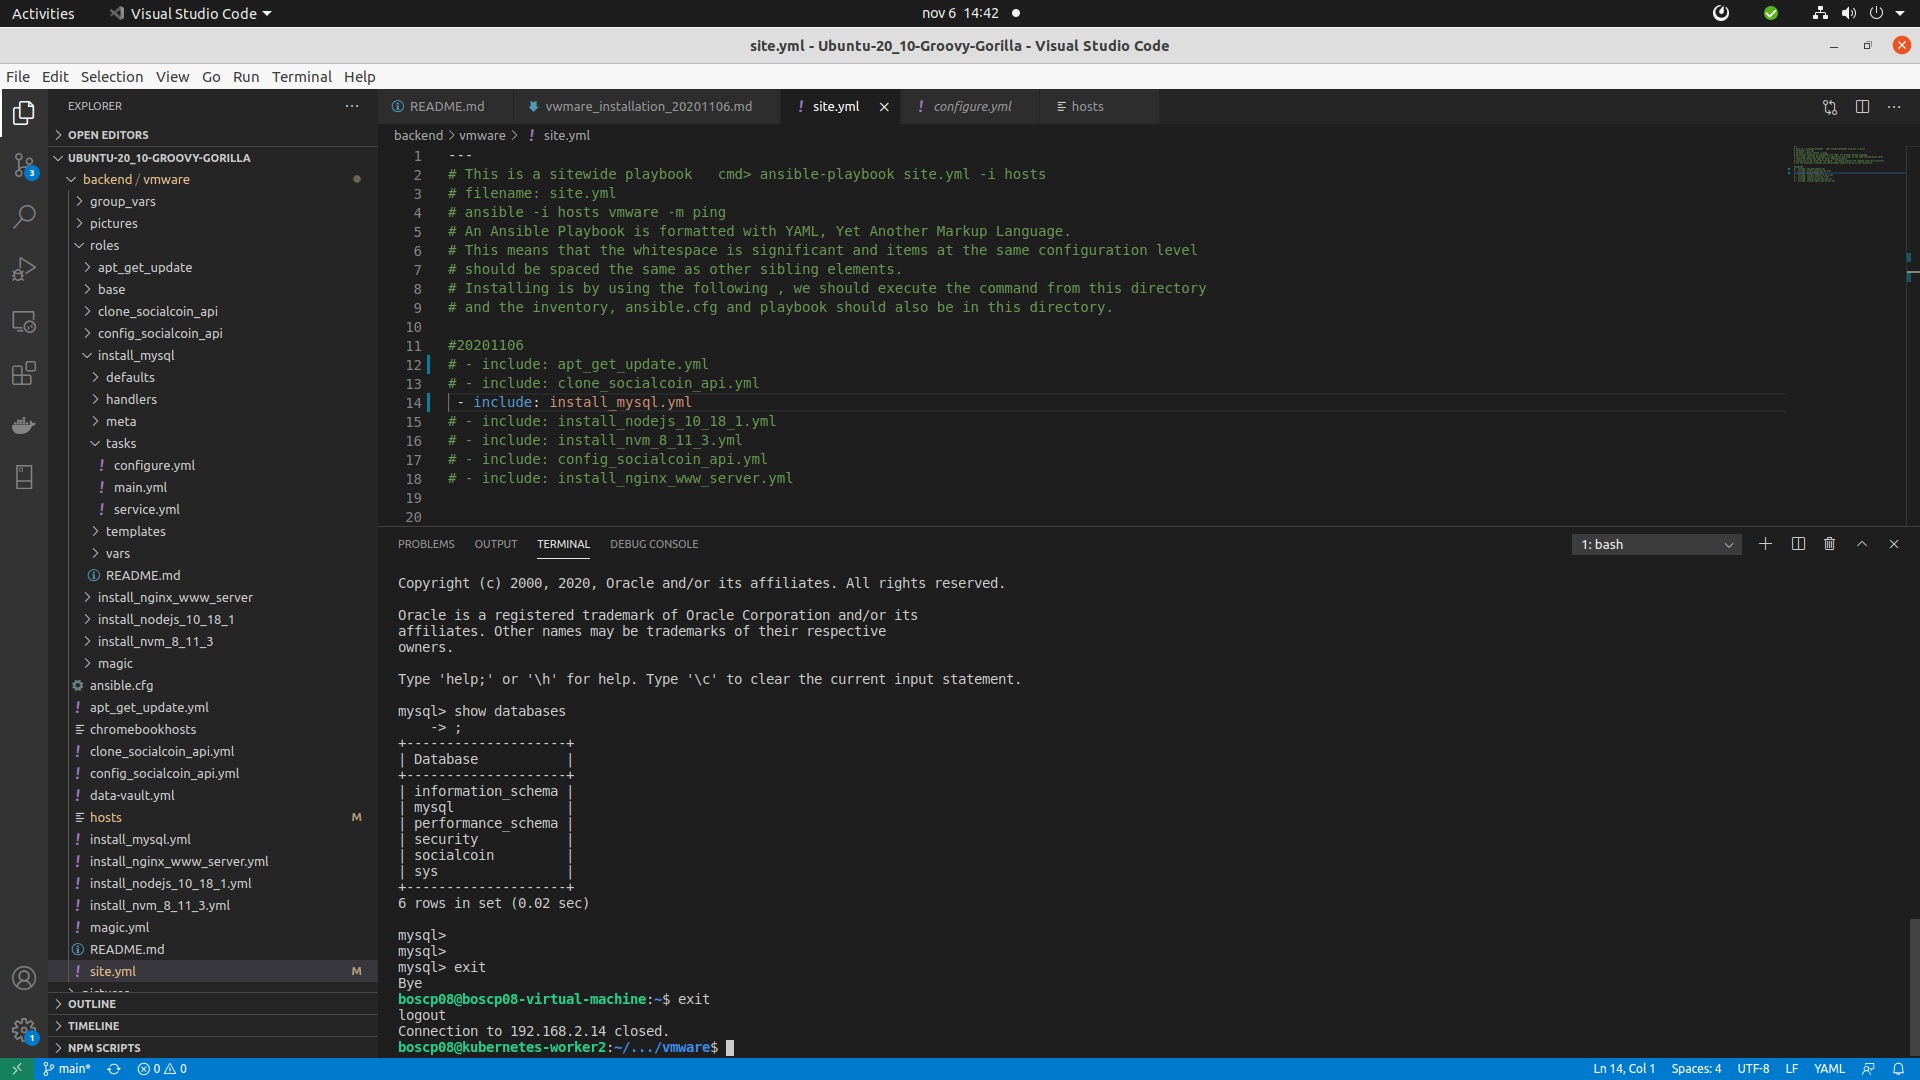 Activities
Visual Studio Code
nov 6 14:42
site.yml - Ubuntu-20_10-Groovy-Gorilla - Visual Studio Code
File Edit Selection View Go Run Terminal Help
EXPLORER
OPEN EDITORS
UBUNTU-20_10-GROOVY-GORILLA
backend / vmware
group_vars
pictures
roles
apt_get_update
base
clone_socialcoin_api
config_socialcoin_api
install_mysql
defaults
handlers
meta
tasks
configure.yml
main.yml
service.yml
templates
vars
README.md
install_nginx_www_server
install_nodejs_10_18_1
install_nvm_8_11_3
magic
ansible.cfg
apt_get_update.yml
chromebookhosts
clone_socialcoin_api.yml
config_socialcoin_api.yml
data-vault.yml
hosts M
install_mysql.yml
install_nginx_www_server.yml
install_nodejs_10_18_1.yml
install_nvm_8_11_3.yml
magic.yml
README.md
site.yml M
OUTLINE
TIMELINE
NPM SCRIPTS
3
1
README.md
vwmare_installation_20201106.md
site.yml
configure.yml
hosts
backend > vmware > ! site.yml
1 ---
2 # This is a sitewide playbook   cmd> ansible-playbook site.yml -i hosts
3 # filename: site.yml
4 # ansible -i hosts vmware -m ping
5 # An Ansible Playbook is formatted with YAML, Yet Another Markup Language.
6 # This means that the whitespace is significant and items at the same configuration level
7 # should be spaced the same as other sibling elements.
8 # Installing is by using the following , we should execute the command from this directory
9 # and the inventory, ansible.cfg and playbook should also be in this directory.
10
11 #20201106
12 # - include: apt_get_update.yml
13 # - include: clone_socialcoin_api.yml
14  - include: install_mysql.yml
15 # - include: install_nodejs_10_18_1.yml
16 # - include: install_nvm_8_11_3.yml
17 # - include: config_socialcoin_api.yml
18 # - include: install_nginx_www_server.yml
19
20
PROBLEMS OUTPUT TERMINAL DEBUG CONSOLE
1: bash
Copyright (c) 2000, 2020, Oracle and/or its affiliates. All rights reserved.
Oracle is a registered trademark of Oracle Corporation and/or its
affiliates. Other names may be trademarks of their respective
owners.
Type 'help;' or '\h' for help. Type '\c' to clear the current input statement.
mysql> show databases
    -> ;
+--------------------+
| Database           |
+--------------------+
| information_schema |
| mysql              |
| performance_schema |
| security           |
| socialcoin         |
| sys                |
+--------------------+
6 rows in set (0.02 sec)
mysql>
mysql>
mysql> exit
Bye
boscp08@boscp08-virtual-machine:~$ exit
logout
Connection to 192.168.2.14 closed.
boscp08@kubernetes-worker2:~/.../vmware$
main*
0 0
Ln 14, Col 1
Spaces: 4
UTF-8
LF
YAML